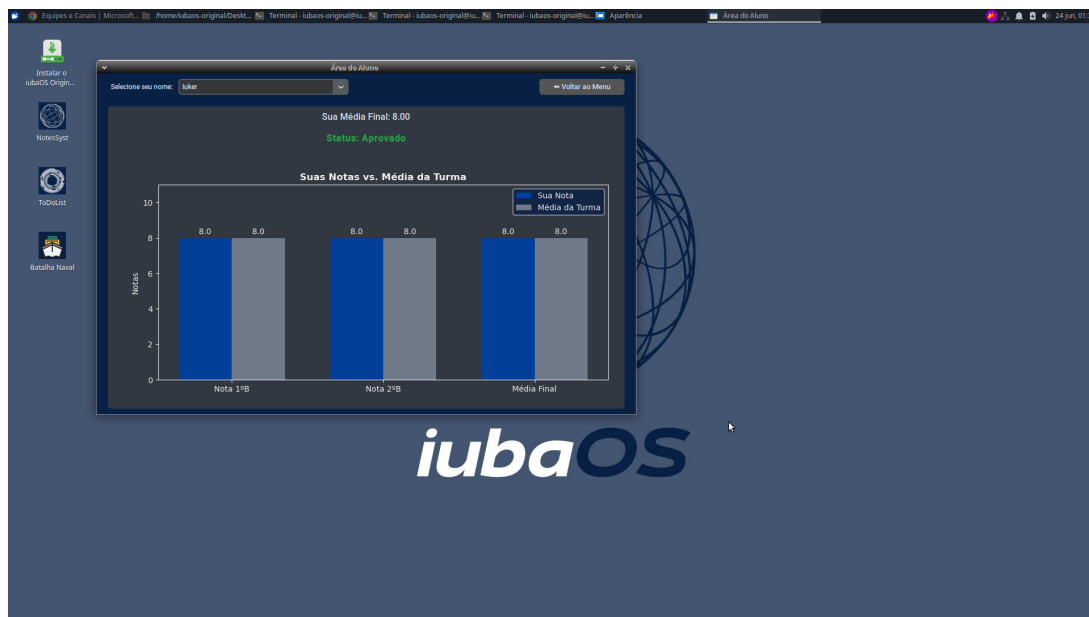 Equipes e Canais | Microsoft...
/home/iubaos-original/Deskt...
Terminal - iubaos-original@iu...
Terminal - iubaos-original@iu...
Terminal - iubaos-original@iu...
Aparência
Área do Aluno
24 jun, 01:
Instalar o
iubaOS Origin...
NotesSyst
ToDoList
Batalha Naval
Área do Aluno
Selecione seu nome:
Iuker
Voltar ao Menu
Sua Média Final: 8.00
Status: Aprovado
Suas Notas vs. Média da Turma
Sua Nota
Média da Turma
Notas
10
8
6
4
2
0
8.0 8.0 8.0 8.0 8.0 8.0
Nota 1ºB Nota 2ºB Média Final
iubaOS